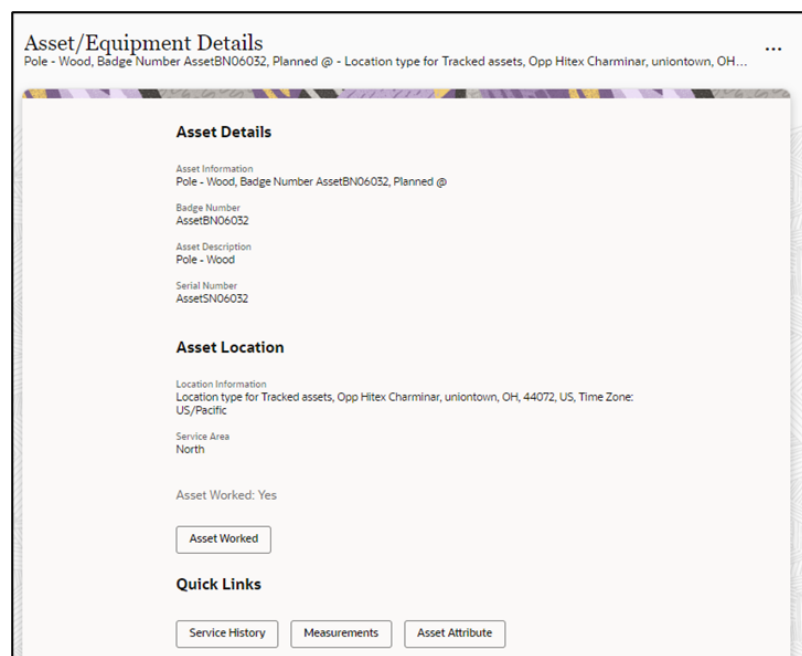 Asset/Equipment Details
...
Pole - Wood, Badge Number AssetBN06032, Planned @ - Location type for Tracked assets, Opp Hitex Charminar, uniontown, OH...
Asset Details
Asset Information
Pole - Wood, Badge Number AssetBN06032, Planned @
Badge Number
AssetBN06032
Asset Description
Pole - Wood
Serial Number
AssetSN06032
Asset Location
Location Information
Location type for Tracked assets, Opp Hitex Charminar, uniontown, OH, 44072, US, Time Zone:
US/Pacific
Service Area
North
Asset Worked: Yes
Asset Worked
Quick Links
Service History Measurements Asset Attribute